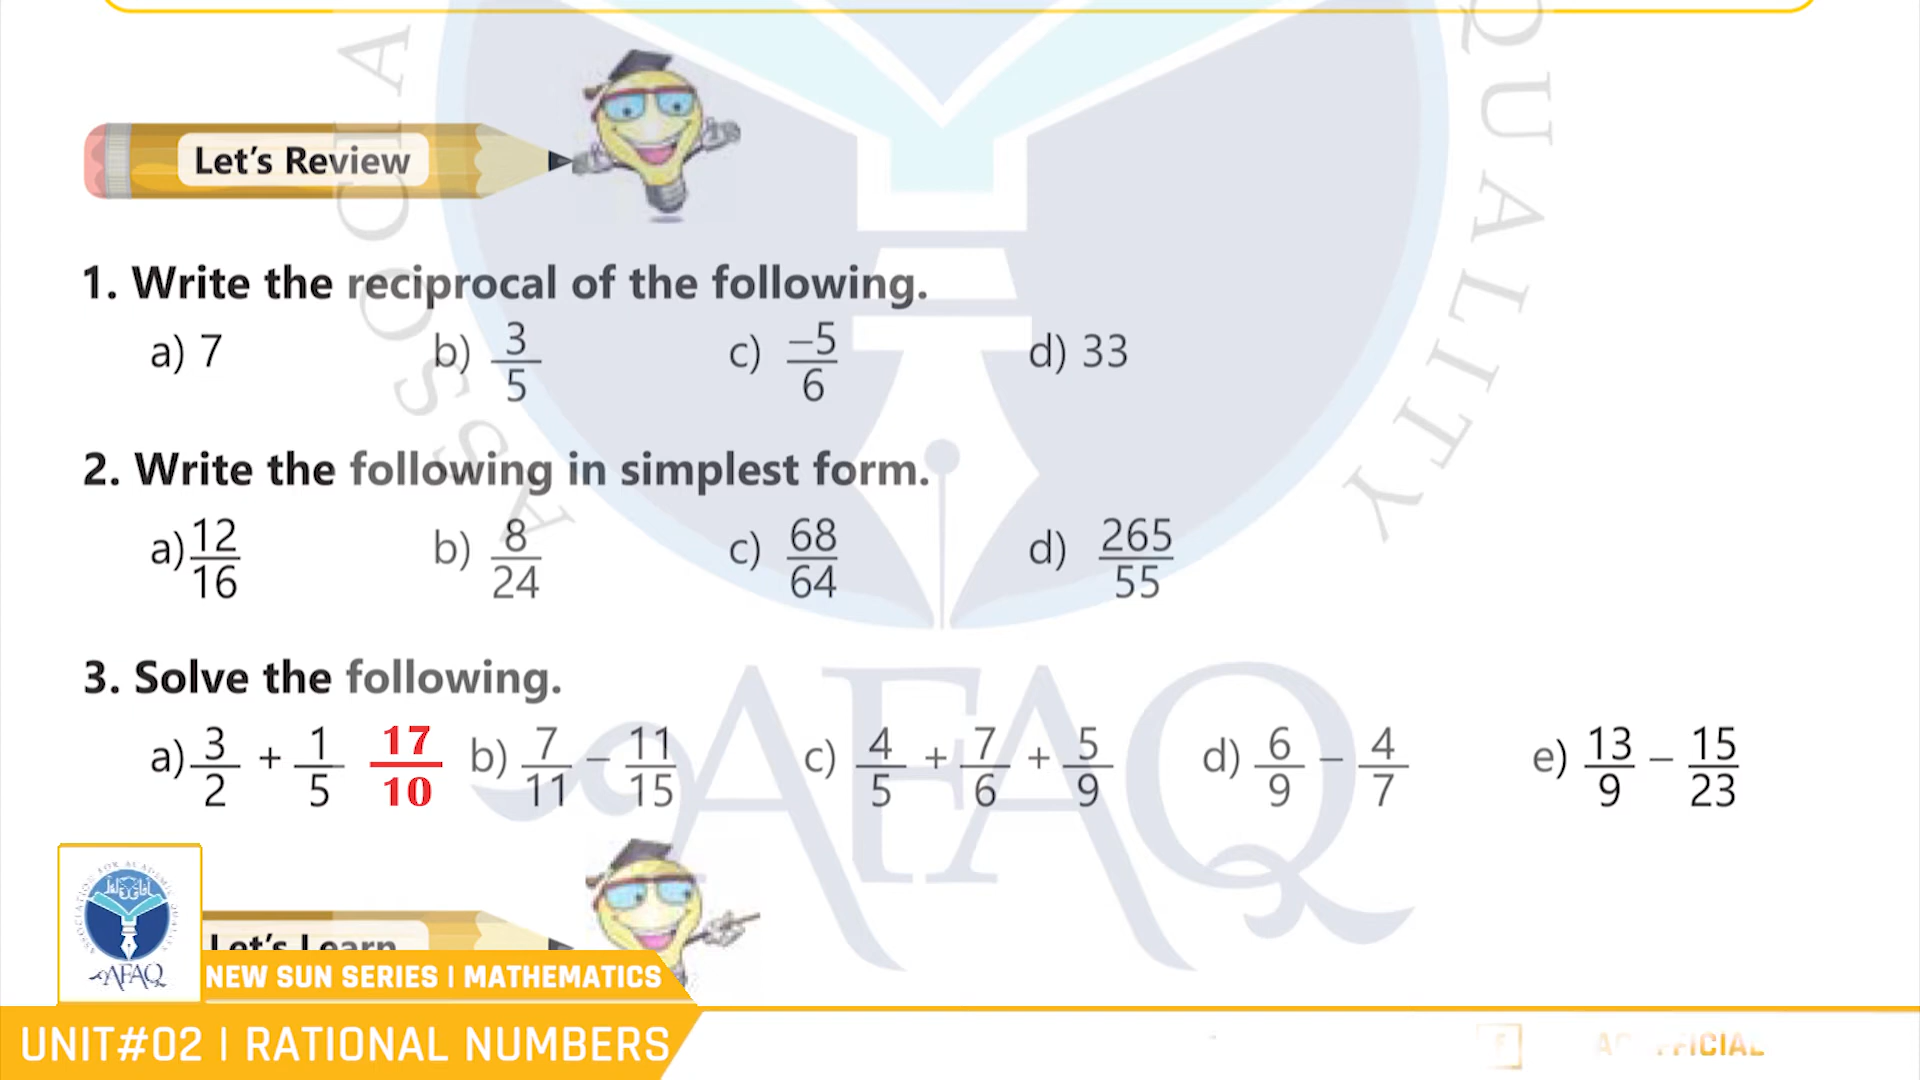 Let's Review
1. Write the reciprocal of the following.
a) 7 b) 3/5 c) −5/6 d) 33
2. Write the following in simplest form.
a) 12/16 b) 8/24 c) 68/64 d) 265/55
3. Solve the following.
a) 3/2 + 1/5 17/10 b) 7/11 − 11/15 c) 4/5 + 7/6 + 5/9 d) 6/9 − 4/7 e) 13/9 − 15/23
AFAQ
QUALITY
Let's Learn
AFAQ
NEW SUN SERIES | MATHEMATICS
UNIT#02 | RATIONAL NUMBERS